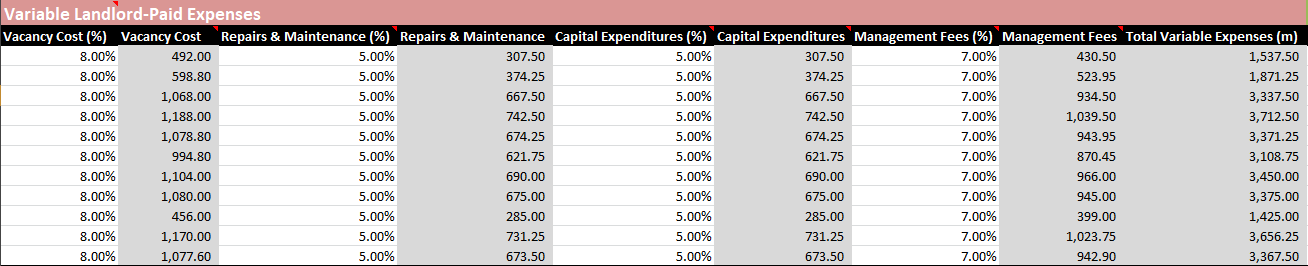 Variable Landlord-Paid Expenses
Vacancy Cost (%) Vacancy Cost Repairs & Maintenance (%) Repairs & Maintenance Capital Expenditures (%) Capital Expenditures Management Fees (%) Management Fees Total Variable Expenses (m)
8.00% 492.00 5.00% 307.50 5.00% 307.50 7.00% 430.50 1,537.50
8.00% 598.80 5.00% 374.25 5.00% 374.25 7.00% 523.95 1,871.25
8.00% 1,068.00 5.00% 667.50 5.00% 667.50 7.00% 934.50 3,337.50
8.00% 1,188.00 5.00% 742.50 5.00% 742.50 7.00% 1,039.50 3,712.50
8.00% 1,078.80 5.00% 674.25 5.00% 674.25 7.00% 943.95 3,371.25
8.00% 994.80 5.00% 621.75 5.00% 621.75 7.00% 870.45 3,108.75
8.00% 1,104.00 5.00% 690.00 5.00% 690.00 7.00% 966.00 3,450.00
8.00% 1,080.00 5.00% 675.00 5.00% 675.00 7.00% 945.00 3,375.00
8.00% 456.00 5.00% 285.00 5.00% 285.00 7.00% 399.00 1,425.00
8.00% 1,170.00 5.00% 731.25 5.00% 731.25 7.00% 1,023.75 3,656.25
8.00% 1,077.60 5.00% 673.50 5.00% 673.50 7.00% 942.90 3,367.50